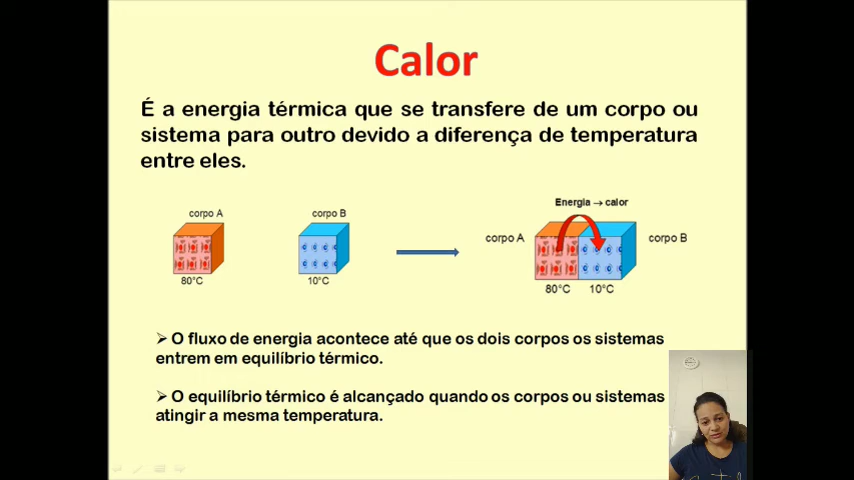 Calor
É a energia térmica que se transfere de um corpo ou
sistema para outro devido a diferença de temperatura
entre eles.
Energia → calor
corpo A
corpo B
corpo A
corpo B
80°C
10°C
80°C
10°C
➢ O fluxo de energia acontece até que os dois corpos os sistemas
entrem em equilíbrio térmico.
➢ O equilíbrio térmico é alcançado quando os corpos ou sistemas
atingir a mesma temperatura.